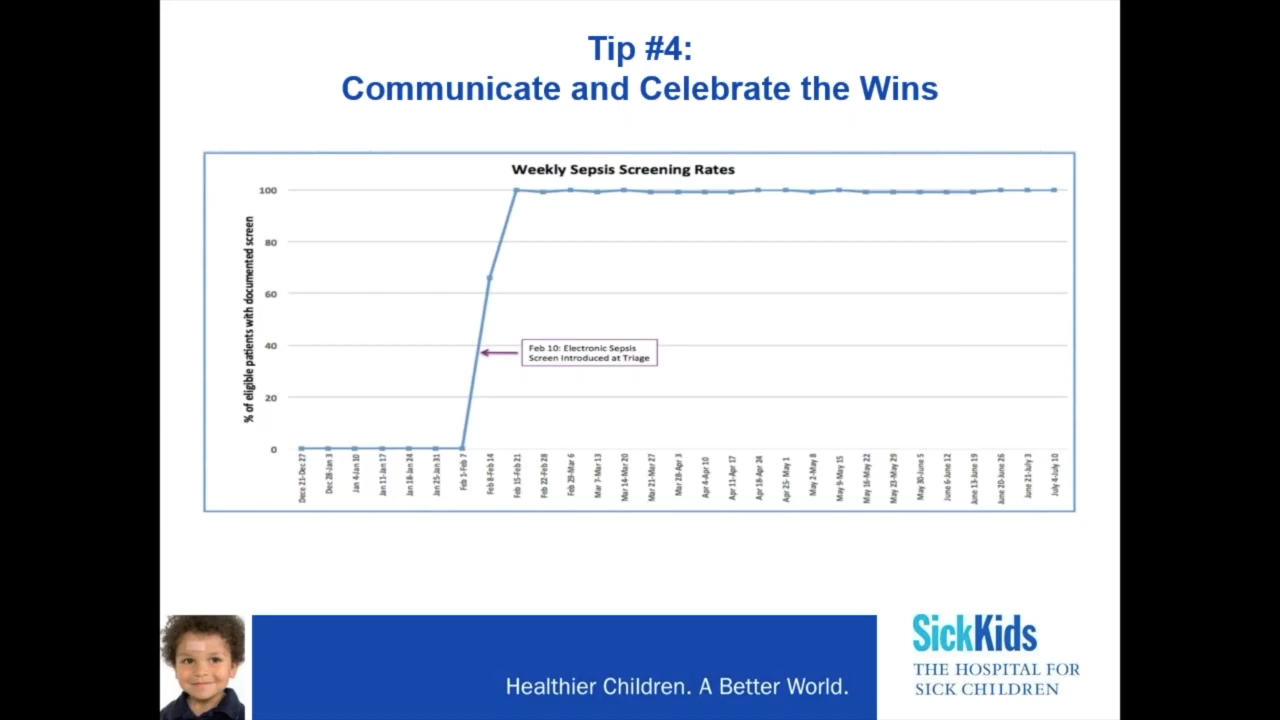 Tip #4:
Communicate and Celebrate the Wins
Weekly Sepsis Screening Rates
% of eligible patients with documented screen
100
80
60
40
20
0
Feb 10: Electronic Sepsis
Screen Introduced at Triage
Dece 21-Dec 27
Dec 28-Jan 3
Jan 4-Jan 10
Jan 11-Jan 17
Jan 18-Jan 24
Jan 25-Jan 31
Feb 1-Feb 7
Feb 8-Feb 14
Feb 15-Feb 21
Feb 22-Feb 28
Feb 29-Mar 6
Mar 7-Mar 13
Mar 14-Mar 20
Mar 21-Mar 27
Mar 28-Apr 3
Apr 4-Apr 10
Apr 11-Apr 17
Apr 18-Apr 24
Apr 25- May 1
May 2-May 8
May 9-May 15
May 16-May 22
May 23-May 29
May 30-June 5
June 6-June 12
June 13-June 19
June 20-June 26
June 21-July 3
July 4-July 10
Healthier Children. A Better World.
SickKids
THE HOSPITAL FOR
SICK CHILDREN